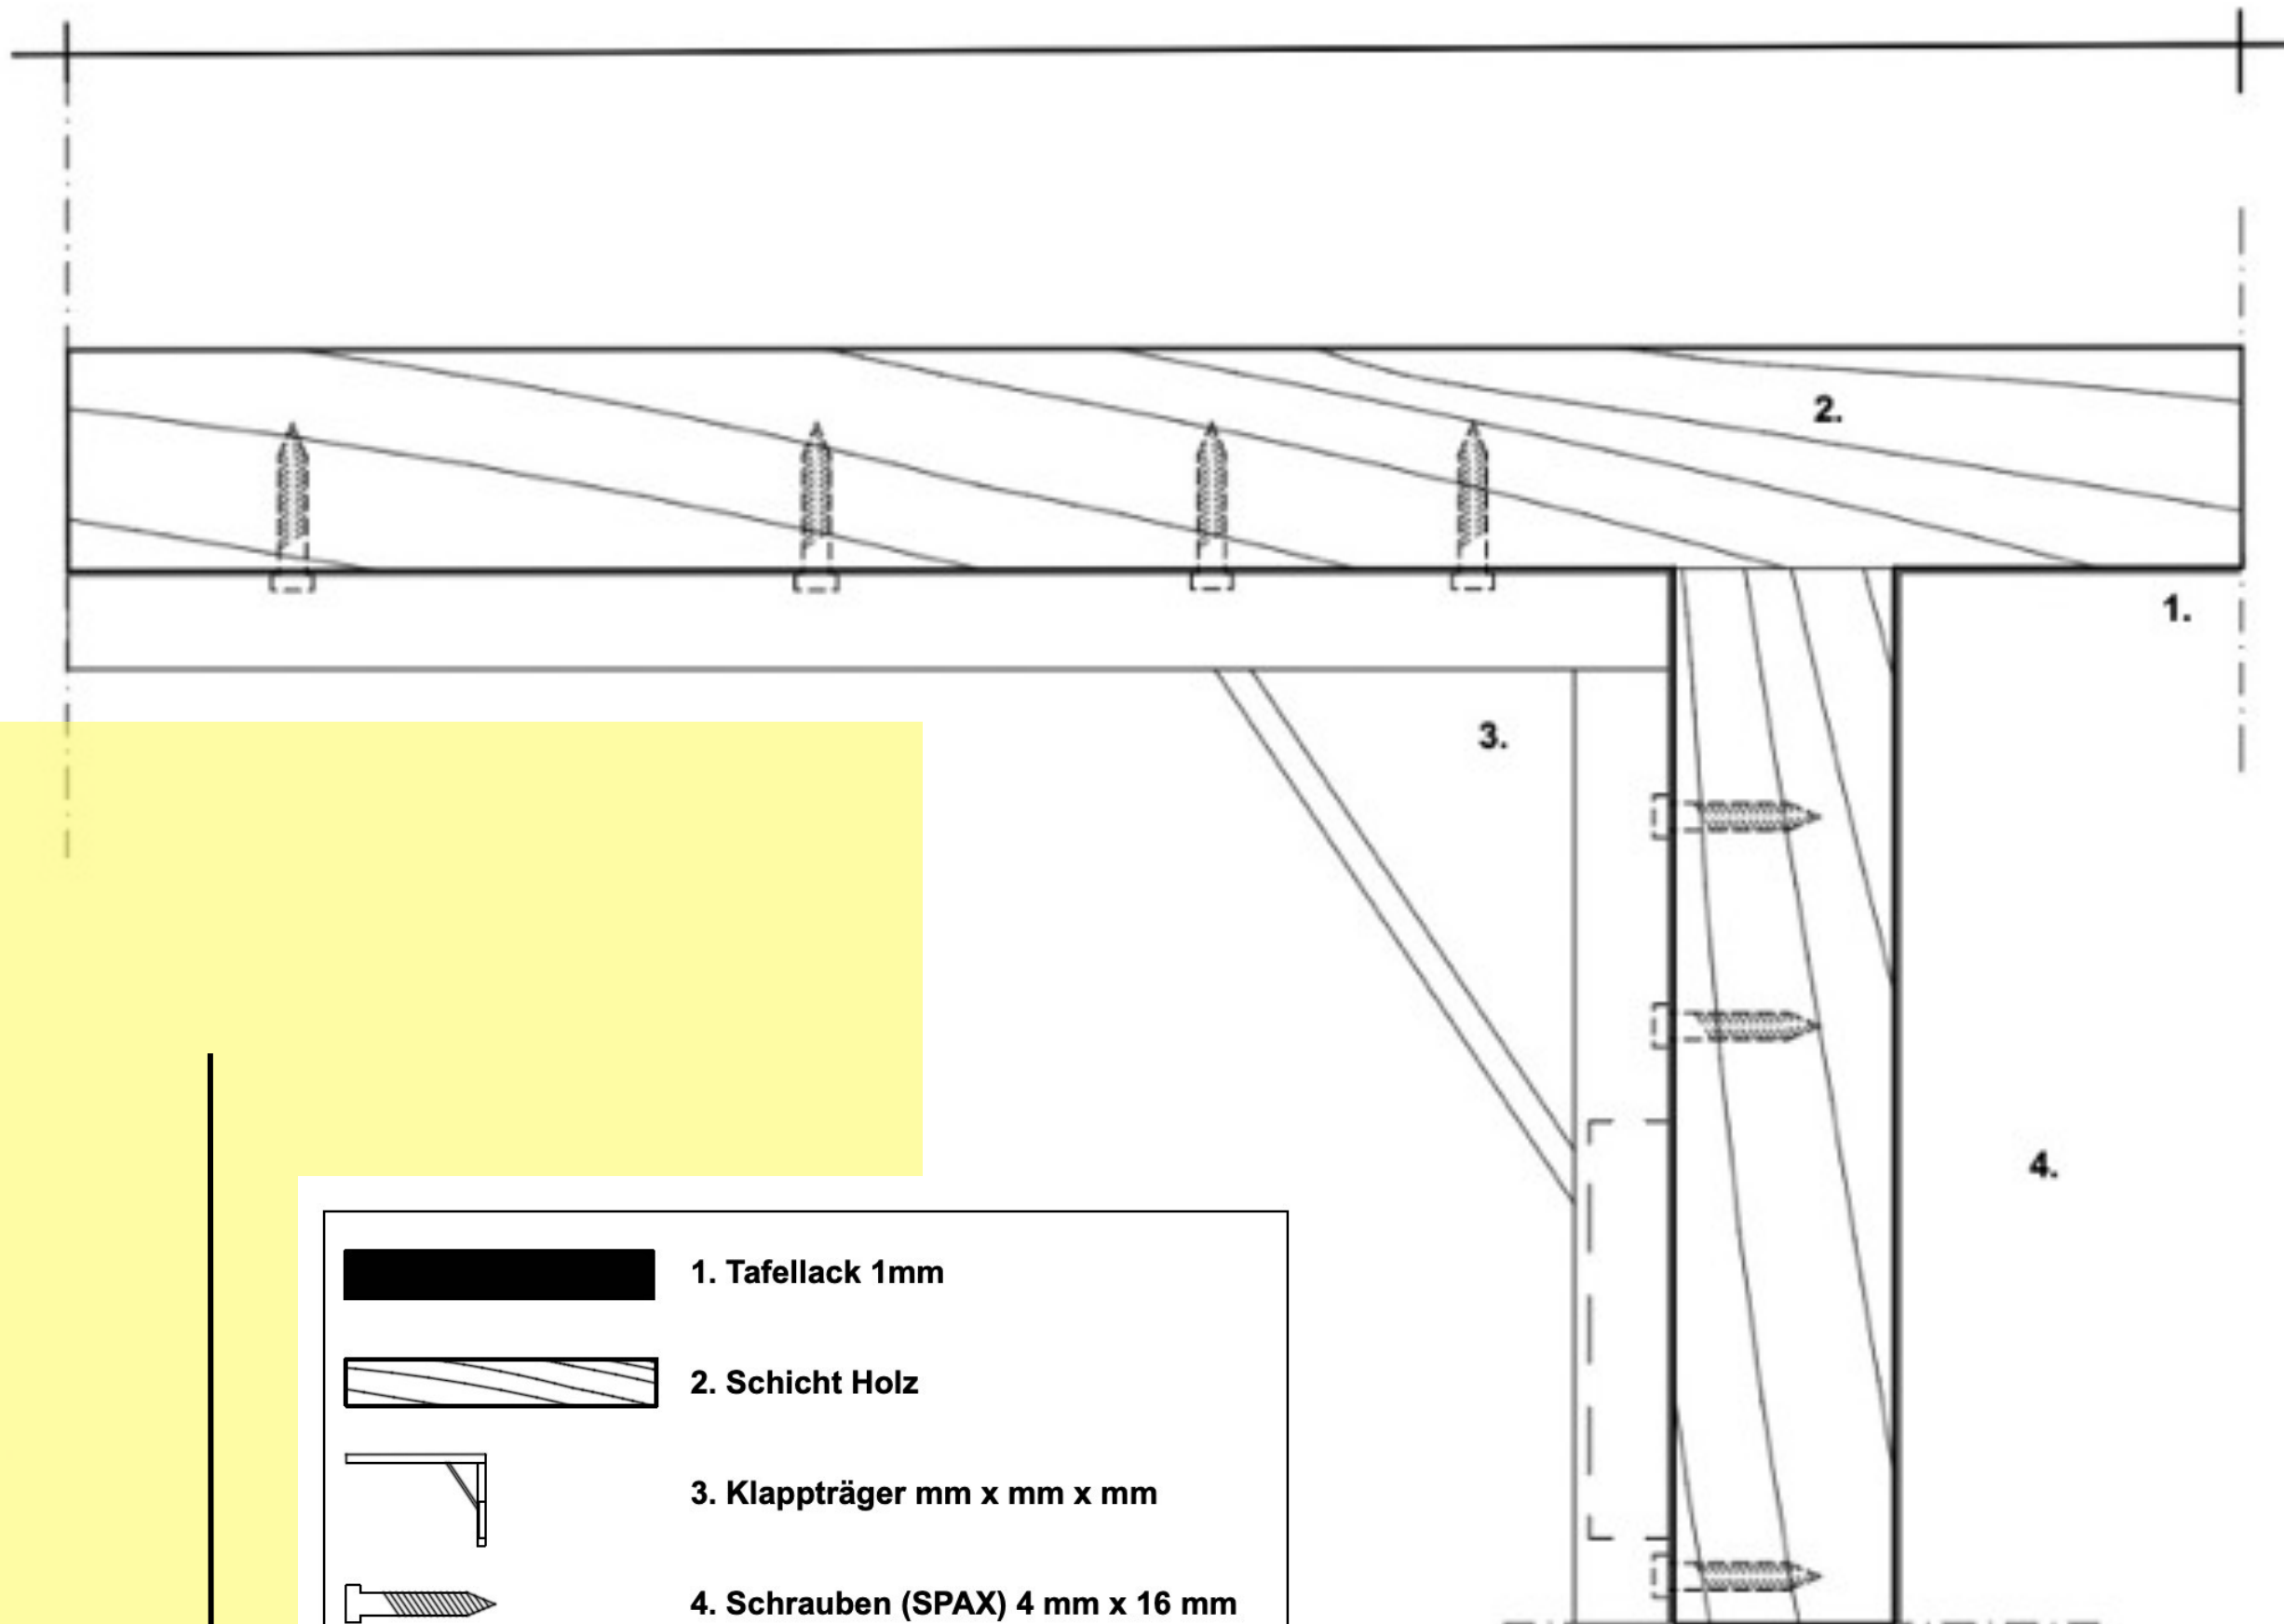 2.
1.
3.
4.
1. Tafellack 1mm
2. Schicht Holz
3. Klappträger mm x mm x mm
4. Schrauben (SPAX) 4 mm x 16 mm